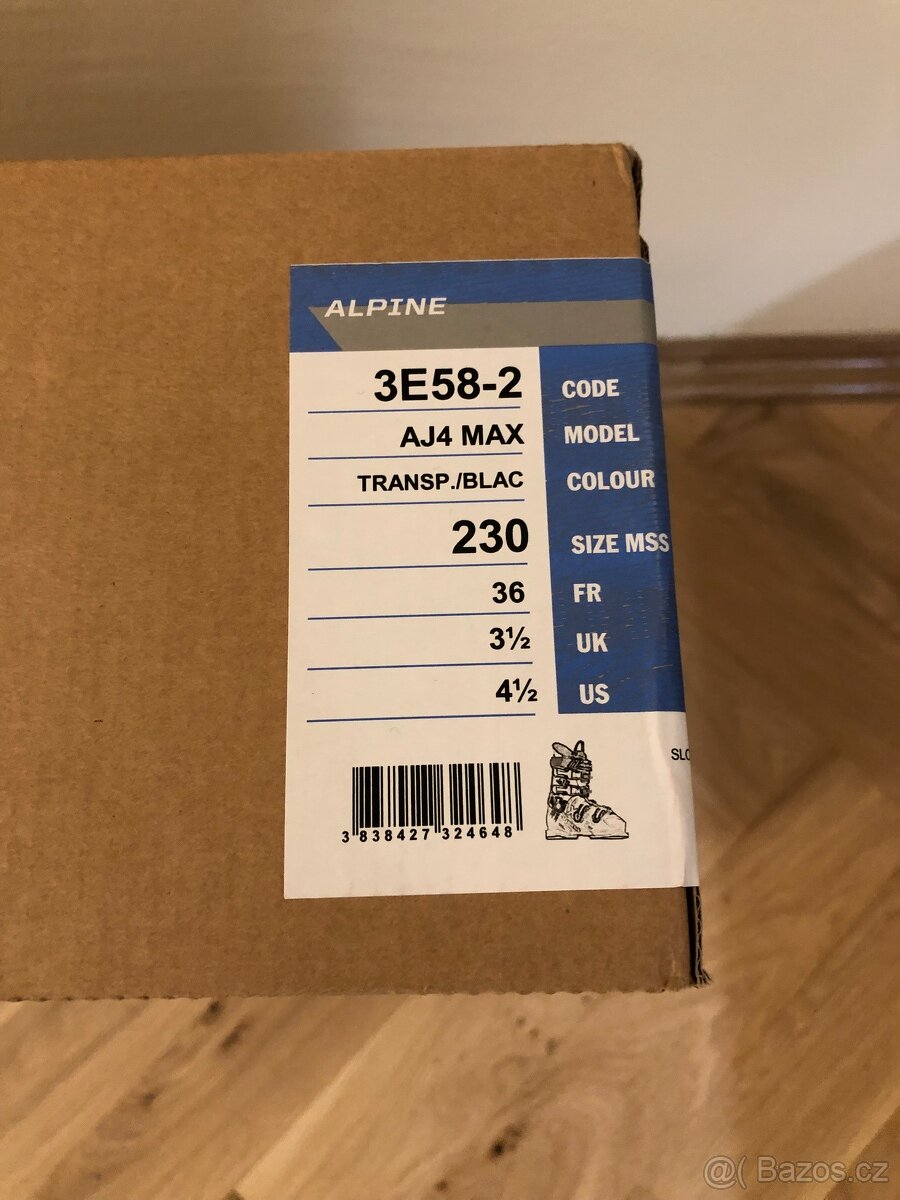 ALPINE
3E58-2 CODE
AJ4 MAX MODEL
TRANSP./BLAC COLOUR
230 SIZE MSS
36 FR
3½ UK
4½ US
SLO
3 838427 324648
@( Bazos.cz